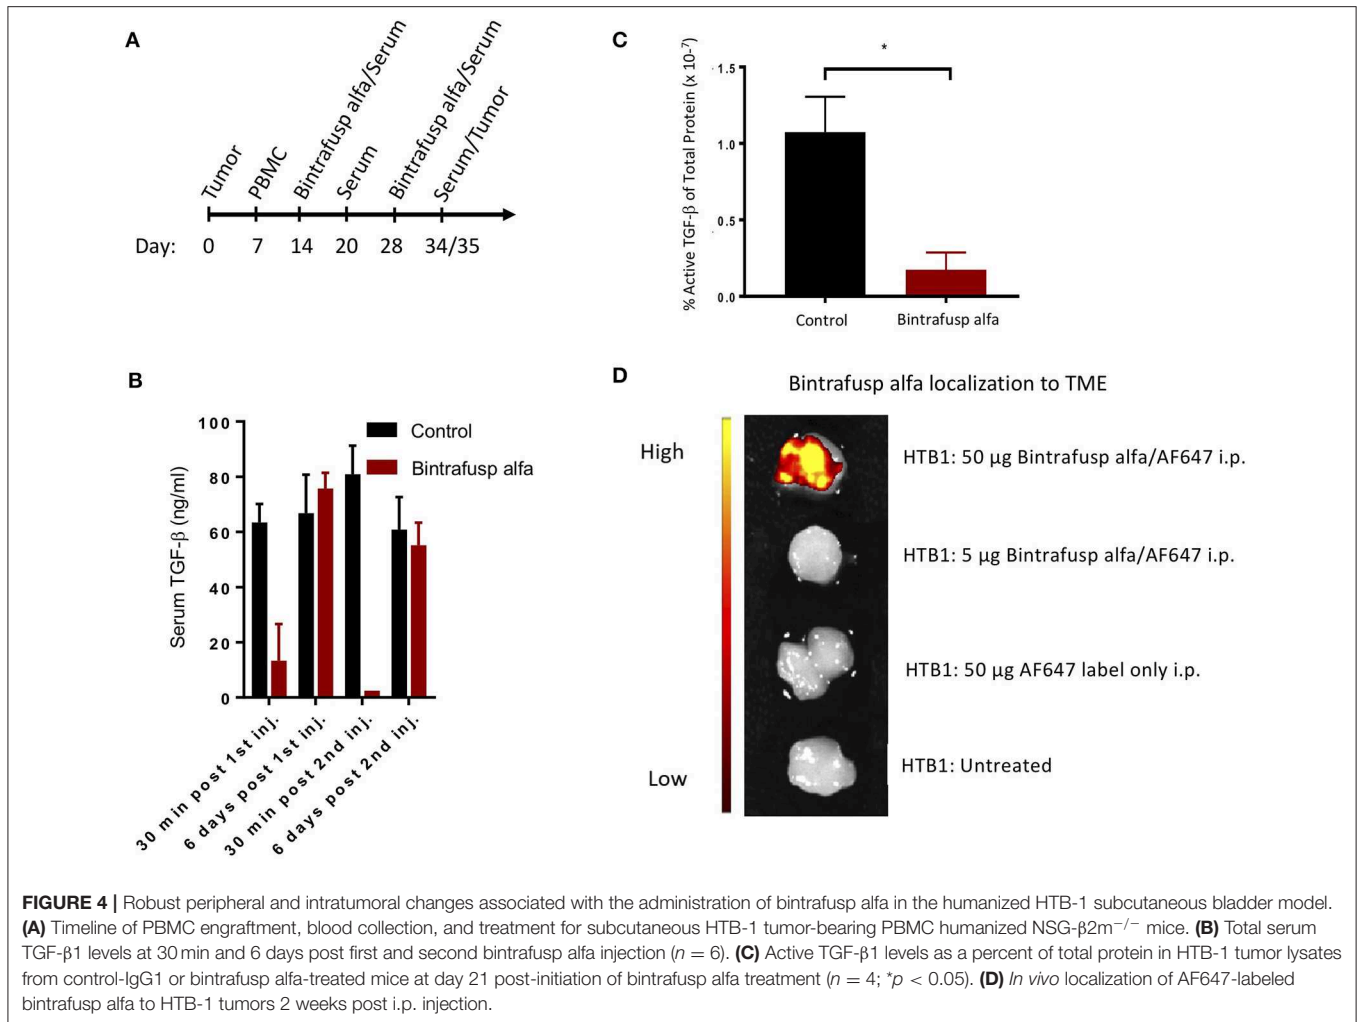 A
Tumor
PBMC
Bintrafusp alfa/Serum
Serum
Bintrafusp alfa/Serum
Serum/Tumor
Day: 0 7 14 20 28 34/35
B
Control
Bintrafusp alfa
Serum TGF-β (ng/ml)
100
80
60
40
20
0
30 min post 1st inj.
6 days post 1st inj.
30 min post 2nd inj.
6 days post 2nd inj.
C
% Active TGF-β of Total Protein (x 10-⁷)
*
1.5
1.0
0.5
0.0
Control
Bintrafusp alfa
D
Bintrafusp alfa localization to TME
High
Low
HTB1: 50 µg Bintrafusp alfa/AF647 i.p.
HTB1: 5 µg Bintrafusp alfa/AF647 i.p.
HTB1: 50 µg AF647 label only i.p.
HTB1: Untreated
FIGURE 4 | Robust peripheral and intratumoral changes associated with the administration of bintrafusp alfa in the humanized HTB-1 subcutaneous bladder model.
(A) Timeline of PBMC engraftment, blood collection, and treatment for subcutaneous HTB-1 tumor-bearing PBMC humanized NSG-β2m−/− mice. (B) Total serum
TGF-β1 levels at 30 min and 6 days post first and second bintrafusp alfa injection (n = 6). (C) Active TGF-β1 levels as a percent of total protein in HTB-1 tumor lysates
from control-IgG1 or bintrafusp alfa-treated mice at day 21 post-initiation of bintrafusp alfa treatment (n = 4; *p < 0.05). (D) In vivo localization of AF647-labeled
bintrafusp alfa to HTB-1 tumors 2 weeks post i.p. injection.